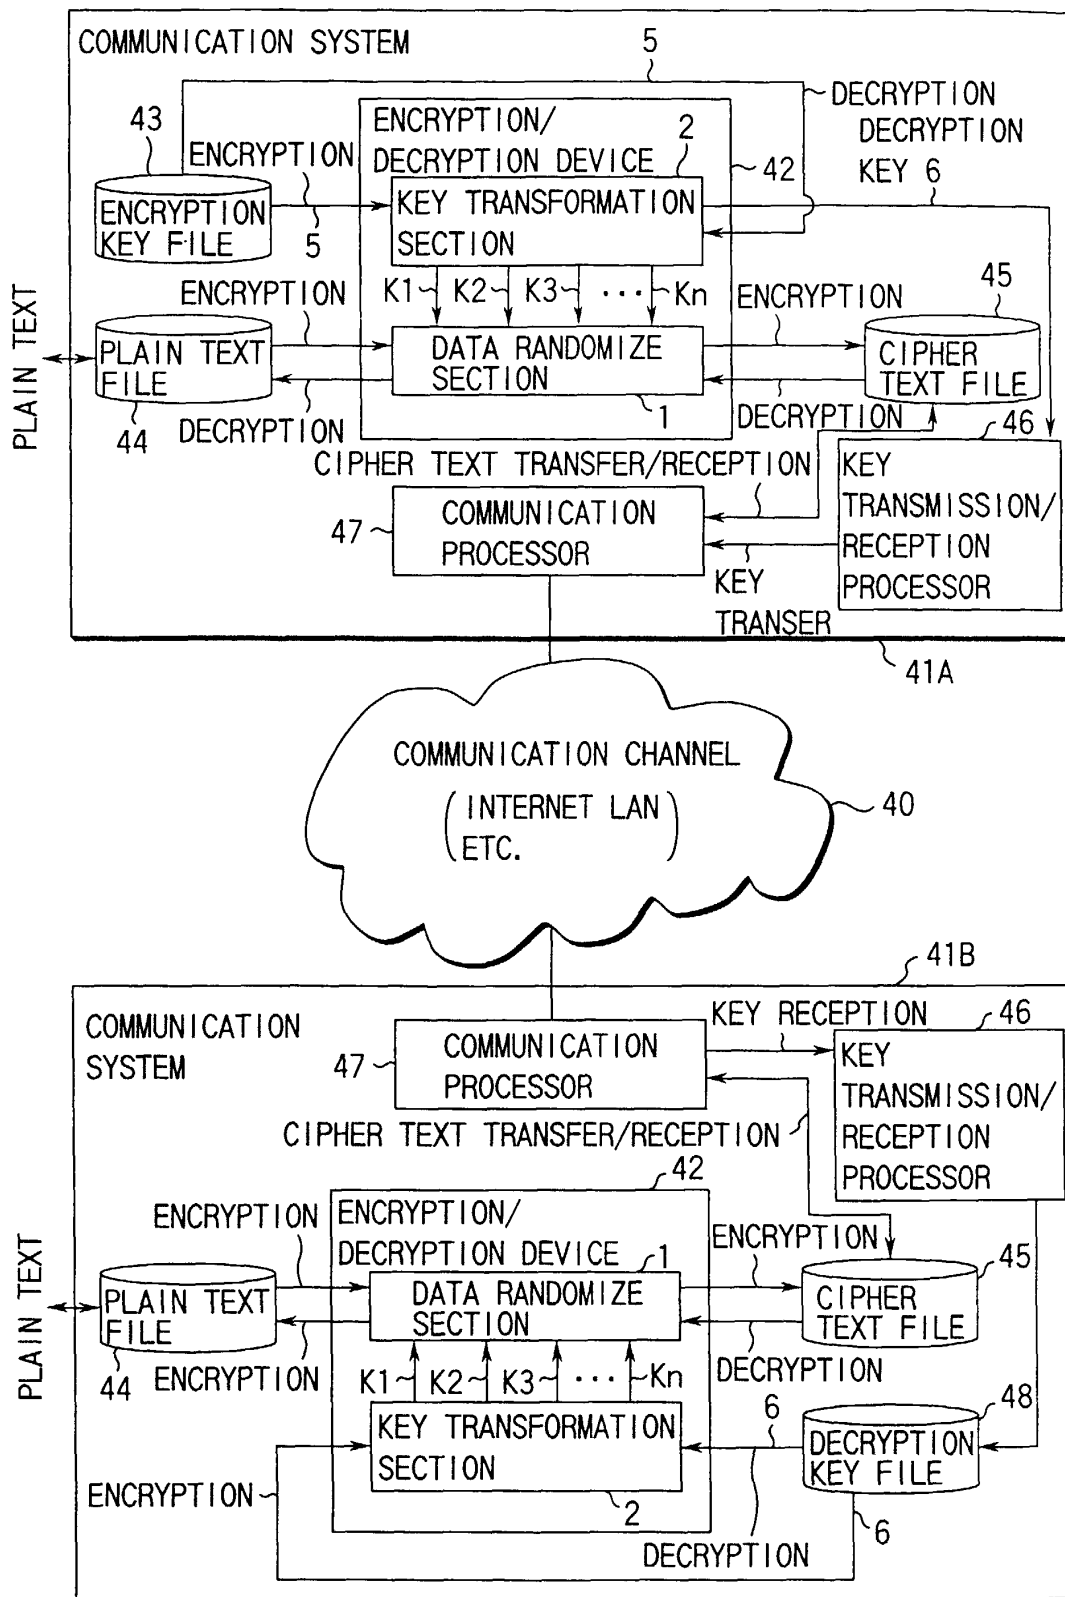 COMMUNICATION SYSTEM
5
DECRYPTION
DECRYPTION
KEY 6
43
ENCRYPTION
ENCRYPTION/
DECRYPTION DEVICE
2
42
ENCRYPTION
KEY FILE
5
KEY TRANSFORMATION
SECTION
K1
K2
K3
...
Kn
ENCRYPTION
ENCRYPTION
45
PLAIN TEXT
PLAIN TEXT
FILE
DATA RANDOMIZE
SECTION
CIPHER
TEXT FILE
44
DECRYPTION
1
DECRYPTION
46
CIPHER TEXT TRANSFER/RECEPTION
KEY
TRANSMISSION/
RECEPTION
PROCESSOR
47
COMMUNICATION
PROCESSOR
KEY
TRANSER
41A
COMMUNICATION CHANNEL
(INTERNET LAN
ETC.)
40
41B
COMMUNICATION
SYSTEM
KEY RECEPTION
46
47
COMMUNICATION
PROCESSOR
KEY
TRANSMISSION/
RECEPTION
PROCESSOR
CIPHER TEXT TRANSFER/RECEPTION
42
ENCRYPTION
ENCRYPTION/
DECRYPTION DEVICE
1
ENCRYPTION
45
PLAIN TEXT
PLAIN TEXT
FILE
DATA RANDOMIZE
SECTION
CIPHER
TEXT FILE
44
ENCRYPTION
DECRYPTION
K1
K2
K3
...
Kn
KEY TRANSFORMATION
SECTION
6
48
DECRYPTION
KEY FILE
ENCRYPTION
2
DECRYPTION
6